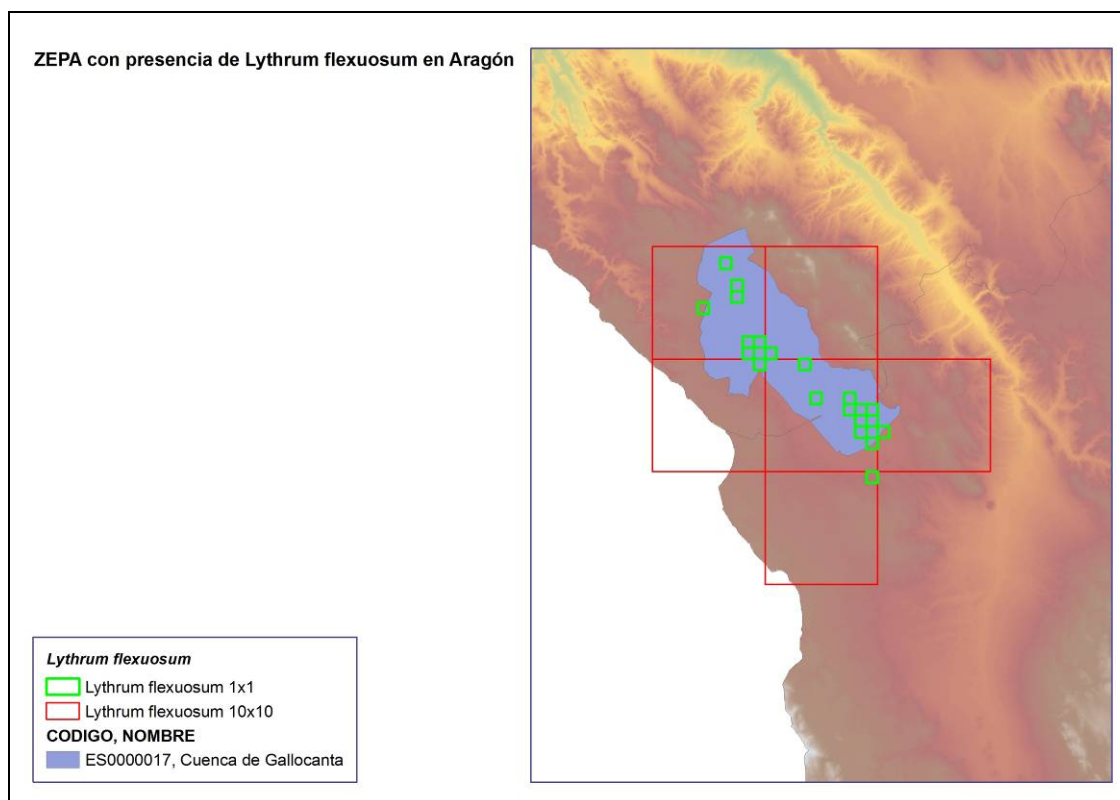 ZEPA con presencia de Lythrum flexuosum en Aragón
Lythrum flexuosum
Lythrum flexuosum 1x1
Lythrum flexuosum 10x10
CODIGO, NOMBRE
ES0000017, Cuenca de Gallocanta